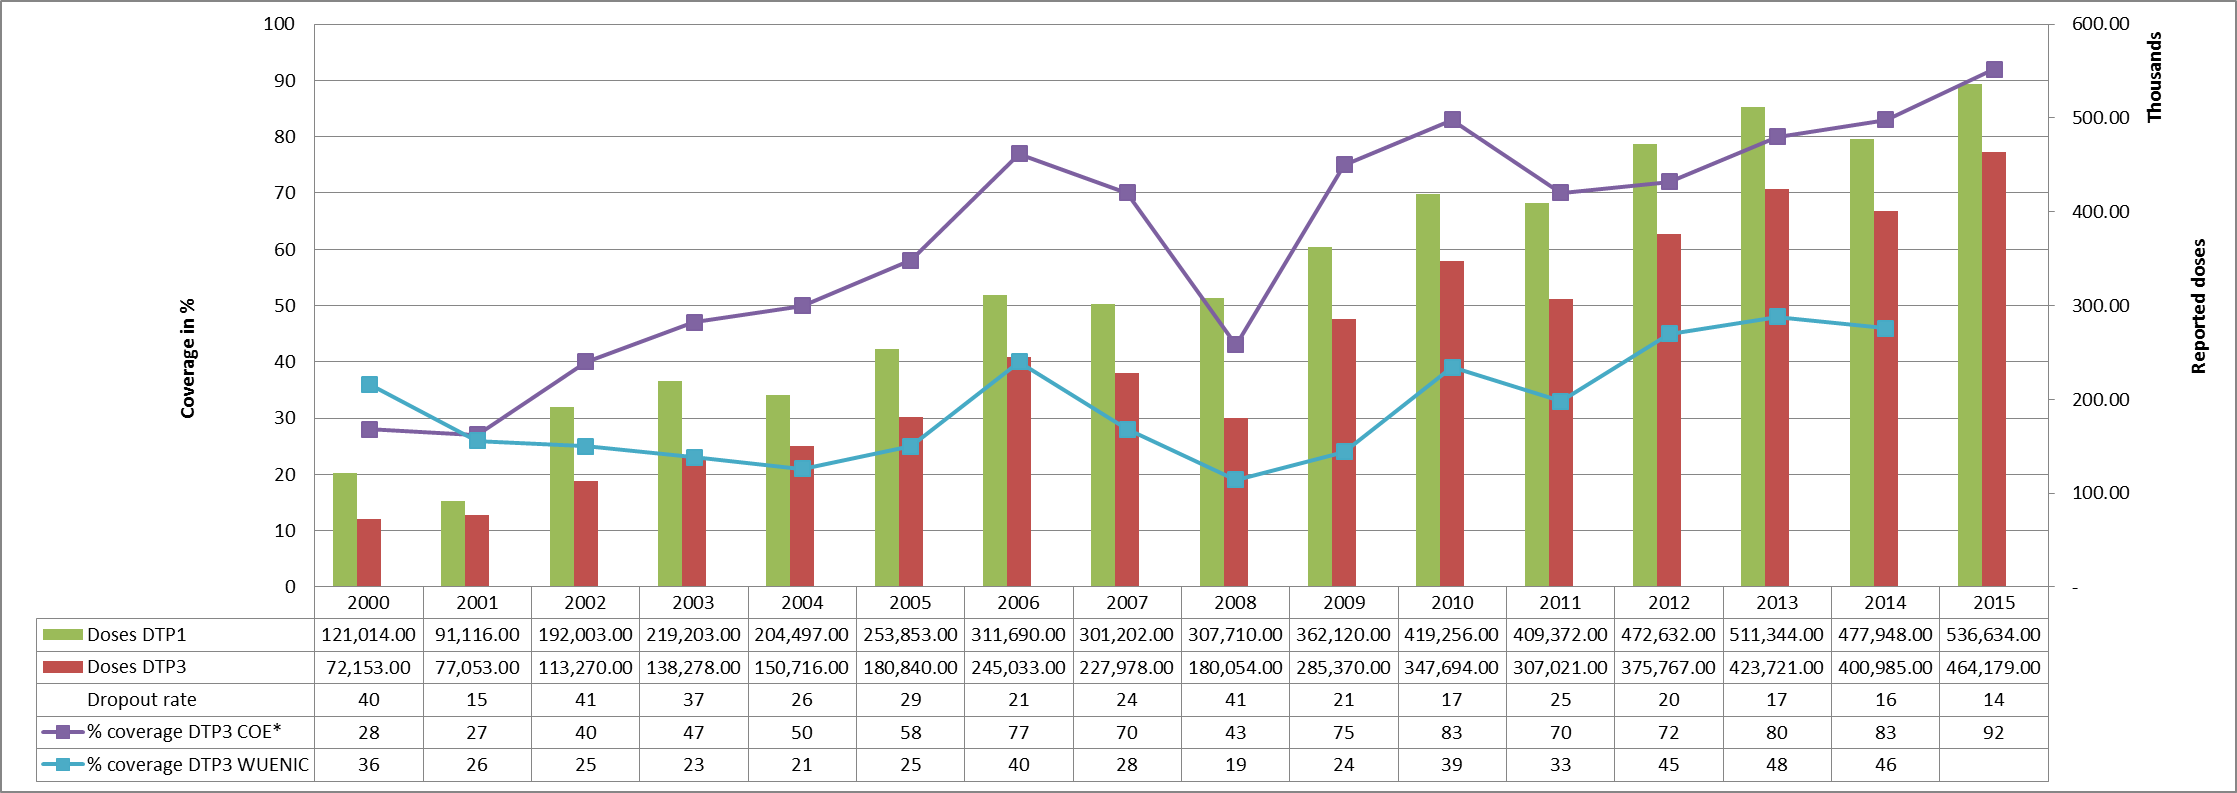 100
90
80
70
60
50
40
30
20
10
0
Coverage in %
600.00
500.00
400.00
300.00
200.00
100.00
-
Thousands
Reported doses
2000 2001 2002 2003 2004 2005 2006 2007 2008 2009 2010 2011 2012 2013 2014 2015
Doses DTP1 121,014.00 91,116.00 192,003.00 219,203.00 204,497.00 253,853.00 311,690.00 301,202.00 307,710.00 362,120.00 419,256.00 409,372.00 472,632.00 511,344.00 477,948.00 536,634.00
Doses DTP3 72,153.00 77,053.00 113,270.00 138,278.00 150,716.00 180,840.00 245,033.00 227,978.00 180,054.00 285,370.00 347,694.00 307,021.00 375,767.00 423,721.00 400,985.00 464,179.00
Dropout rate 40 15 41 37 26 29 21 24 41 21 17 25 20 17 16 14
% coverage DTP3 COE* 28 27 40 47 50 58 77 70 43 75 83 70 72 80 83 92
% coverage DTP3 WUENIC 36 26 25 23 21 25 40 28 19 24 39 33 45 48 46